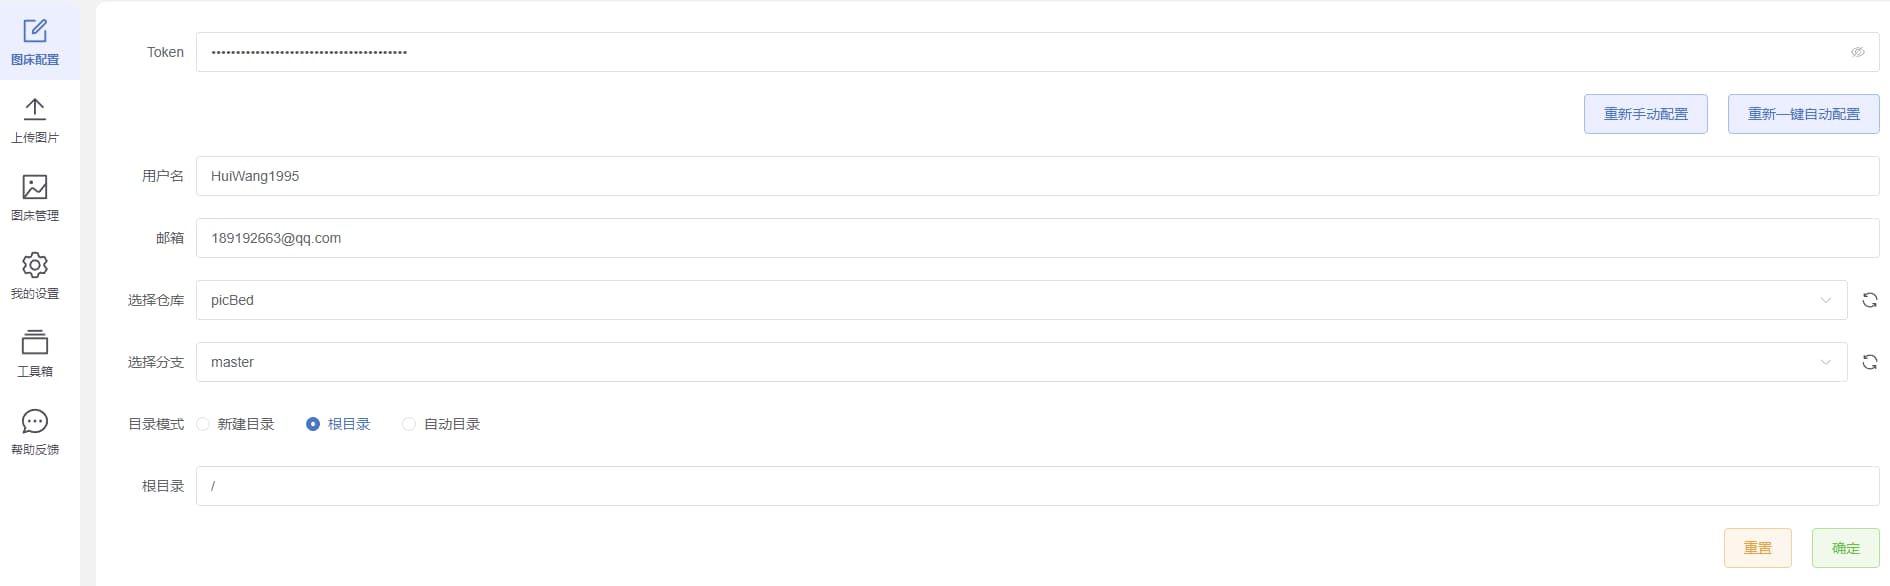 图床配置
上传图片
图床管理
我的设置
工具箱
帮助反馈
Token ••••••••••••••••••••••••••••••••••••••••
重新手动配置 重新一键自动配置
用户名 HuiWang1995
邮箱 189192663@qq.com
选择仓库 picBed
选择分支 master
目录模式 新建目录 根目录 自动目录
根目录 /
重置 确定